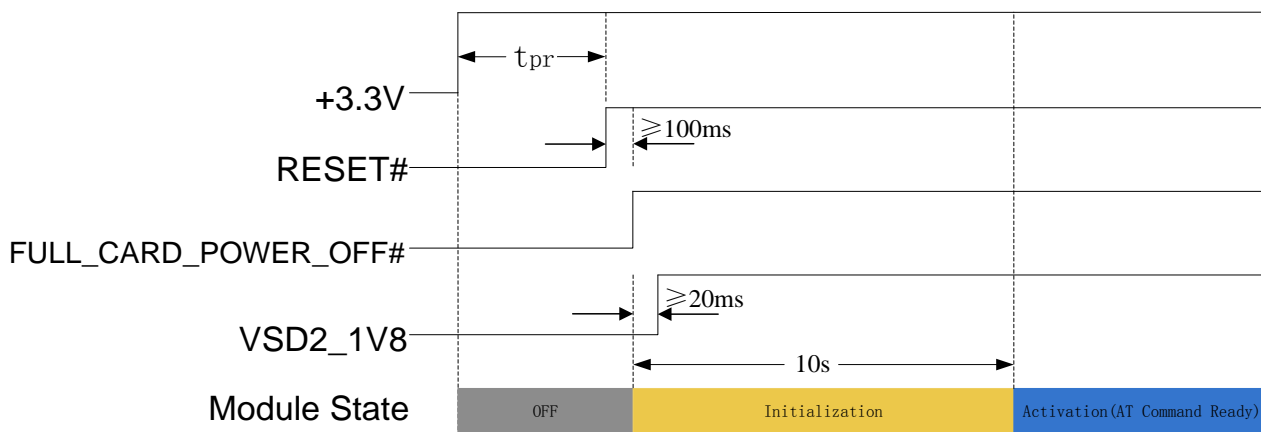 tpr
+3.3V
≥100ms
RESET#
FULL_CARD_POWER_OFF#
≥20ms
VSD2_1V8
10s
Module State
OFF
Initialization
Activation(AT Command Ready)